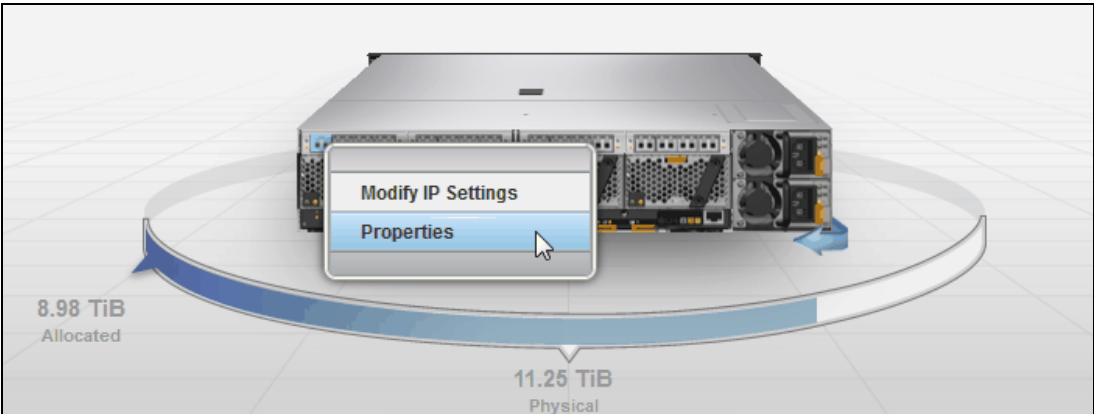 Modify IP Settings
Properties
8.98 TiB
Allocated
11.25 TiB
Physical